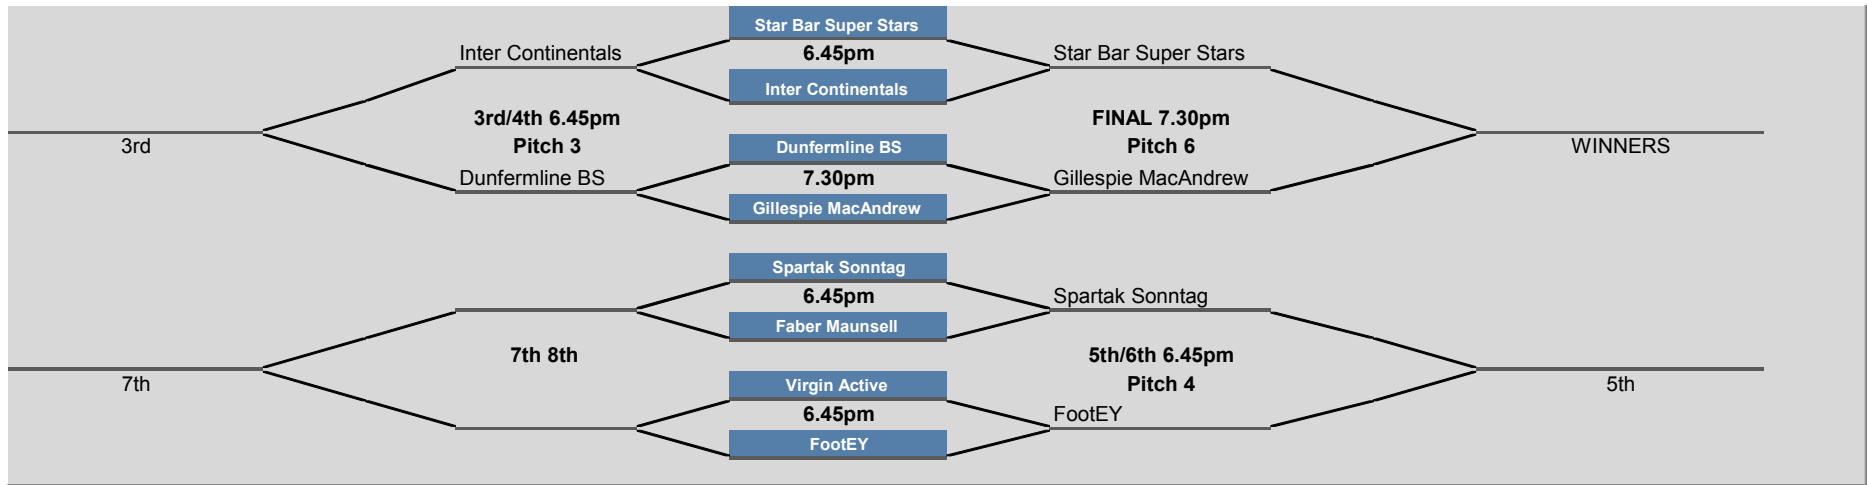 Star Bar Super Stars
Inter Continentals
6.45pm
Star Bar Super Stars
Inter Continentals
3rd/4th 6.45pm
FINAL 7.30pm
3rd
Pitch 3
Dunfermline BS
Pitch 6
WINNERS
Dunfermline BS
7.30pm
Gillespie MacAndrew
Gillespie MacAndrew
Spartak Sonntag
6.45pm
Spartak Sonntag
Faber Maunsell
7th 8th
5th/6th 6.45pm
7th
Virgin Active
Pitch 4
5th
6.45pm
FootEY
FootEY